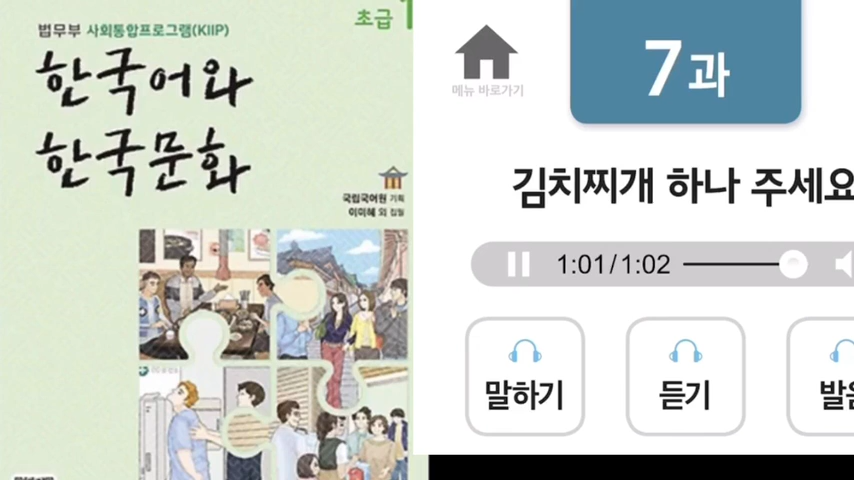 법무부 사회통합프로그램(KIIP)
초급 1
한국어와
한국문화
국립국어원 기획
이미혜 외 집필
메뉴 바로가기
7과
김치찌개 하나 주세요
1:01/1:02
말하기
듣기